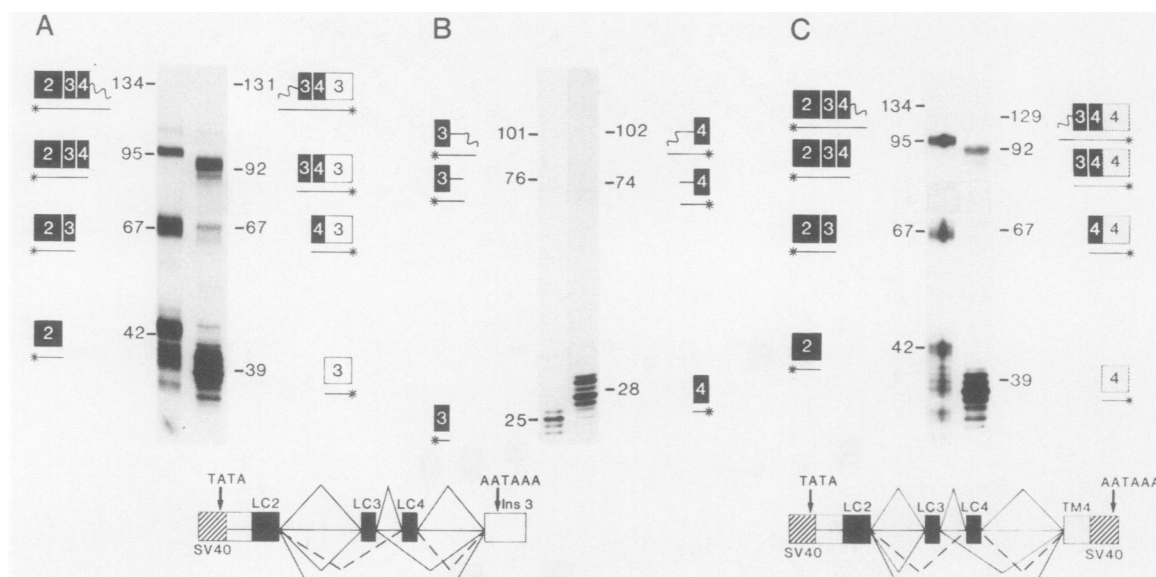 A
B
C
2 3 4
134-
-131
3 4 3
2 3 4
95-
-92
3 4 3
2 3
67-
-67
4 3
2
42-
-39
3
3
101-
-102
4
3
76-
-74
4
3
25-
-28
4
2 3 4
134-
-129
3 4 4
2 3 4
95-
-92
3 4 4
2 3
67-
-67
4 4
2
42-
-39
4
TATA
LC2
LC3
LC4
AATAAA
Ins 3
SV40
TATA
LC2
LC3
LC4
TM4
AATAAA
SV40
SV40